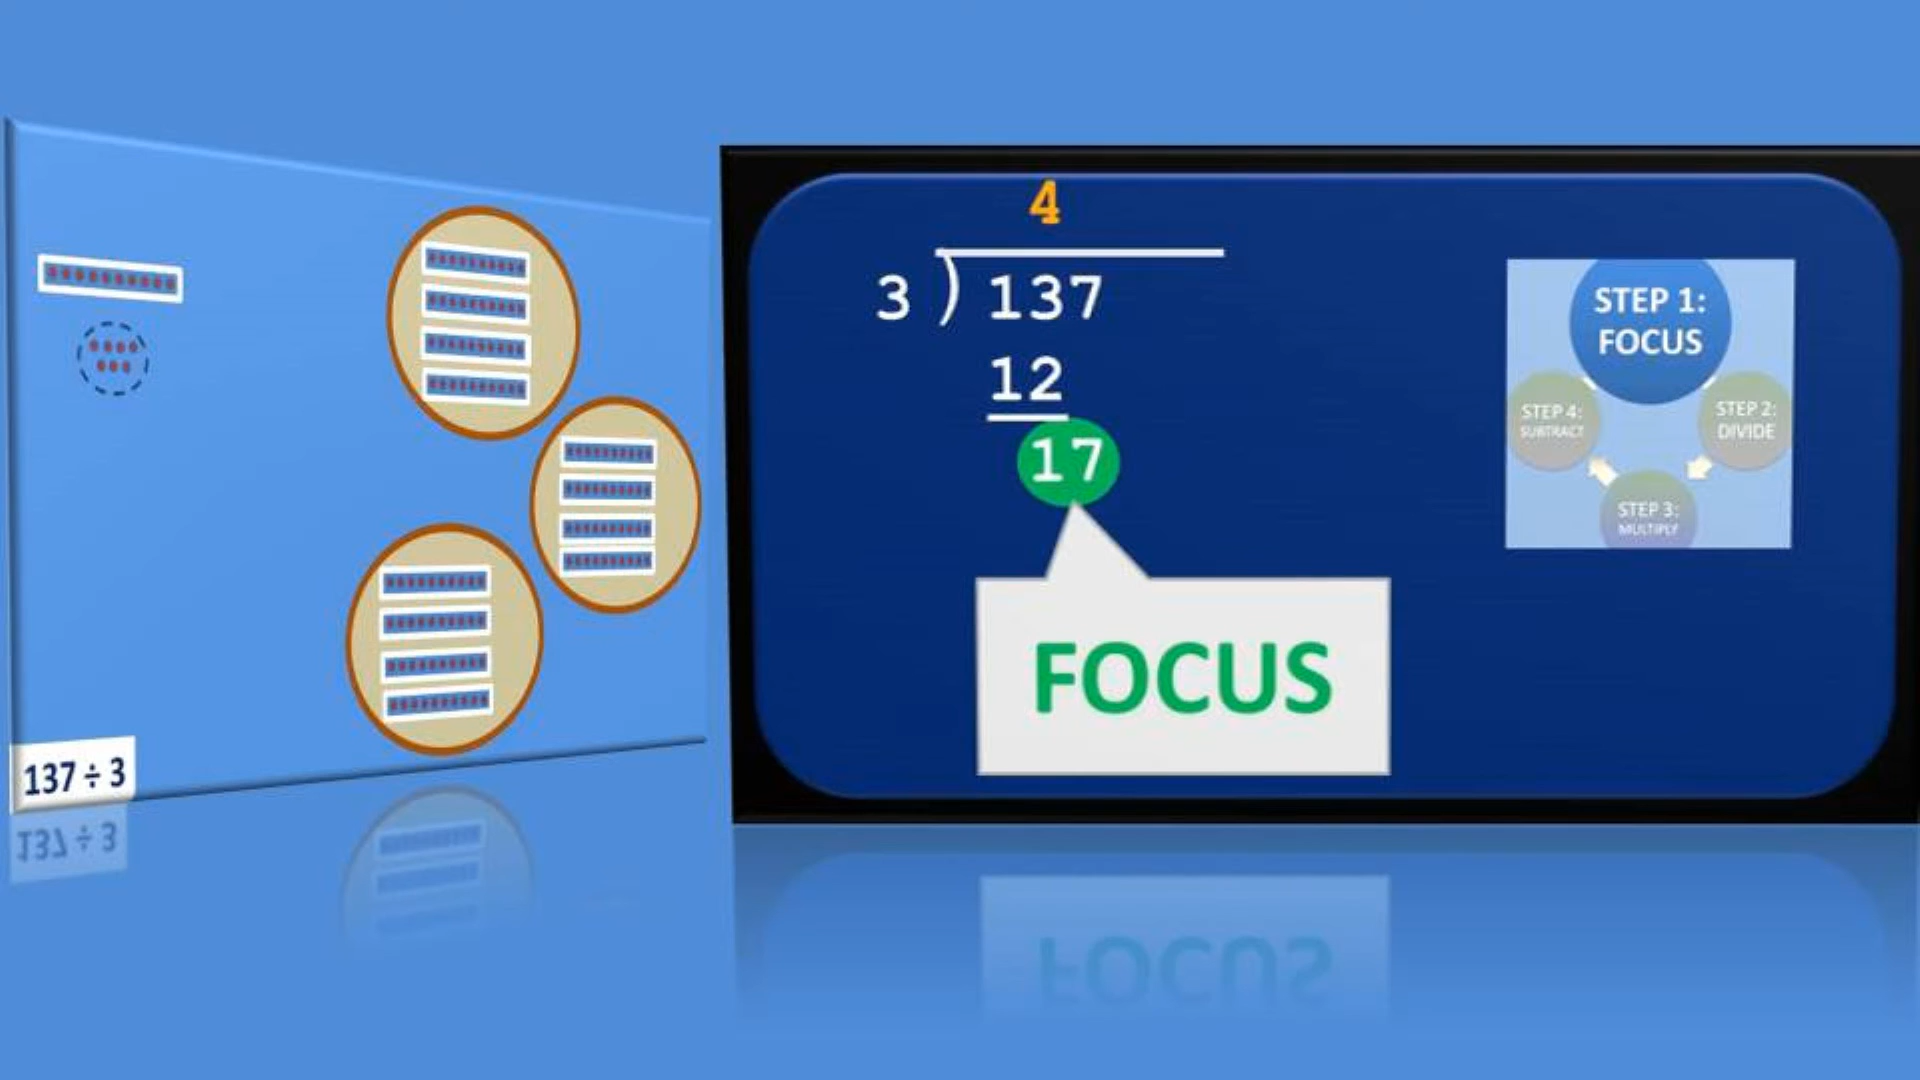 137 ÷ 3
4
3 ) 137
12
17
FOCUS
STEP 1:
FOCUS
STEP 2:
DIVIDE
STEP 3:
MULTIPLY
STEP 4:
SUBTRACT